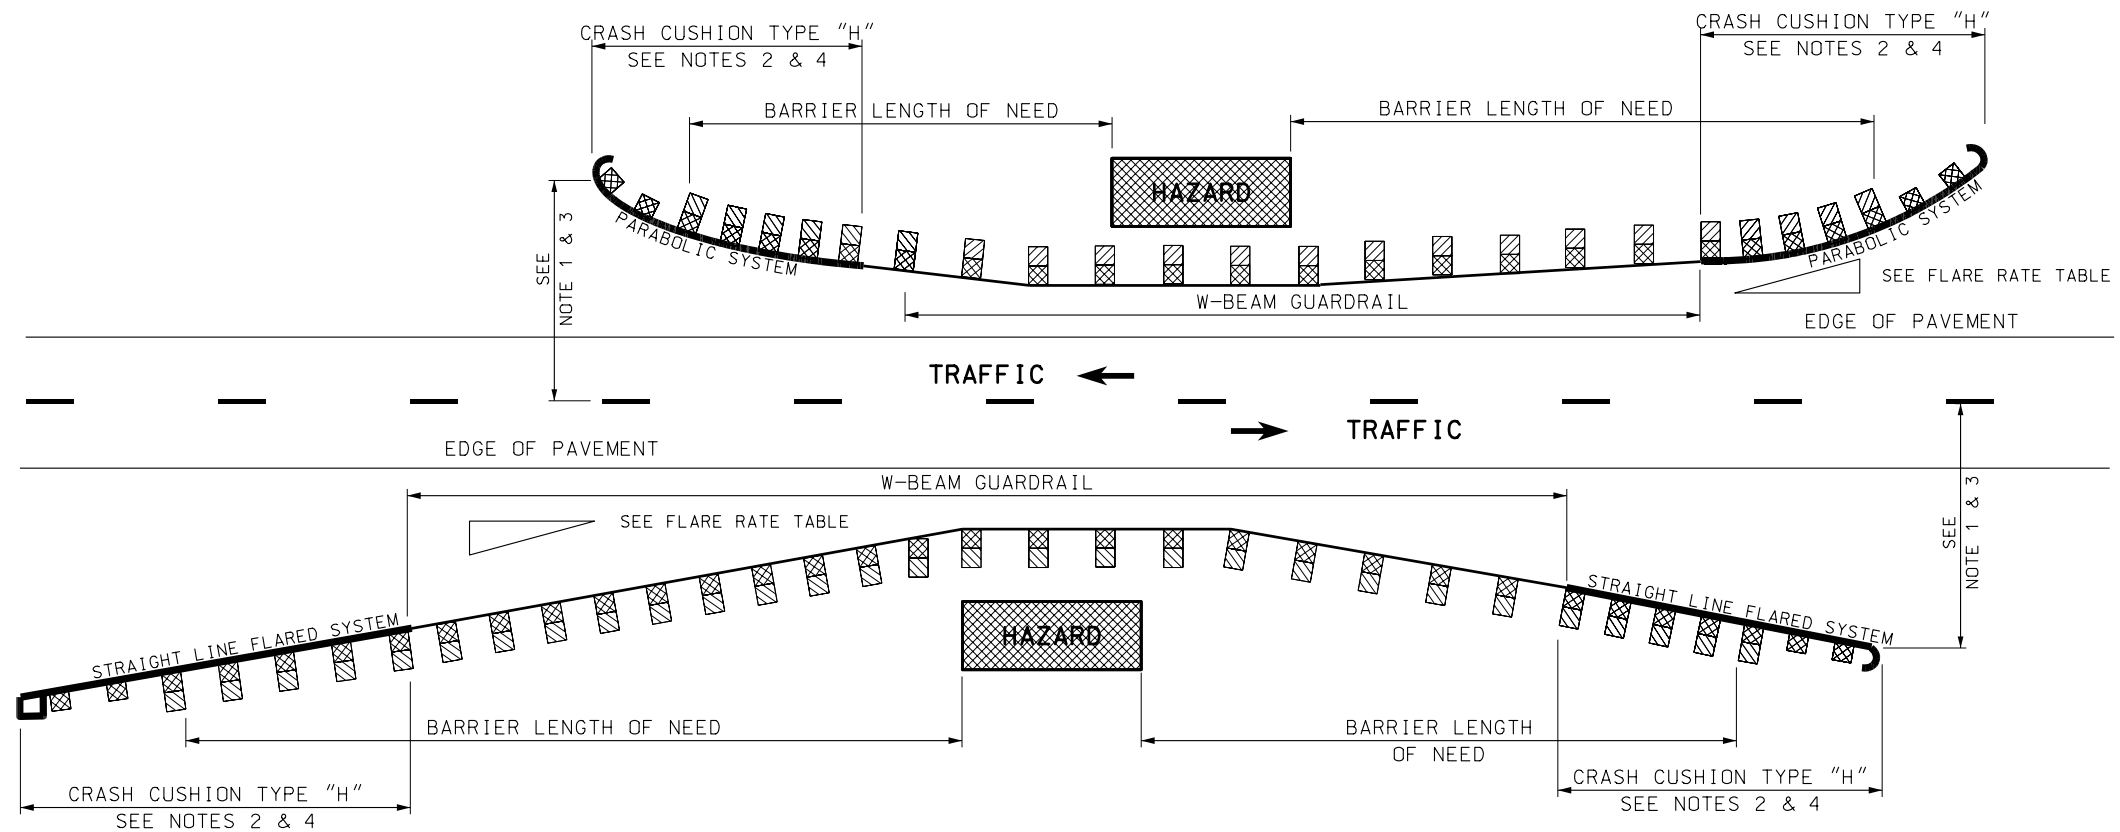 CRASH CUSHION TYPE "H"
SEE NOTES 2 & 4
CRASH CUSHION TYPE "H"
SEE NOTES 2 & 4
BARRIER LENGTH OF NEED
BARRIER LENGTH OF NEED
HAZARD
PARABOLIC SYSTEM
PARABOLIC SYSTEM
SEE
NOTE 1 & 3
SEE FLARE RATE TABLE
W-BEAM GUARDRAIL
EDGE OF PAVEMENT
TRAFFIC
TRAFFIC
EDGE OF PAVEMENT
W-BEAM GUARDRAIL
SEE FLARE RATE TABLE
SEE
NOTE 1 & 3
STRAIGHT LINE FLARED SYSTEM
STRAIGHT LINE FLARED SYSTEM
HAZARD
BARRIER LENGTH OF NEED
BARRIER LENGTH
OF NEED
CRASH CUSHION TYPE "H"
SEE NOTES 2 & 4
CRASH CUSHION TYPE "H"
SEE NOTES 2 & 4